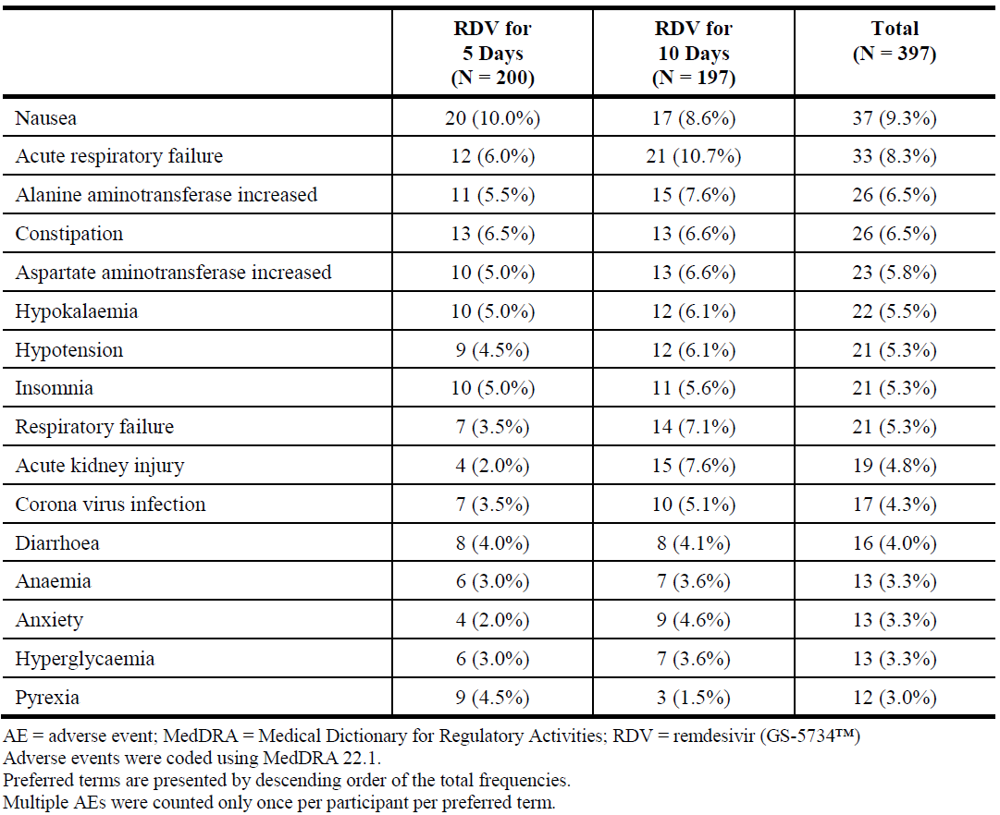 RDV for 5 Days (N = 200) RDV for 10 Days (N = 197) Total (N = 397)
Nausea 20 (10.0%) 17 (8.6%) 37 (9.3%)
Acute respiratory failure 12 (6.0%) 21 (10.7%) 33 (8.3%)
Alanine aminotransferase increased 11 (5.5%) 15 (7.6%) 26 (6.5%)
Constipation 13 (6.5%) 13 (6.6%) 26 (6.5%)
Aspartate aminotransferase increased 10 (5.0%) 13 (6.6%) 23 (5.8%)
Hypokalaemia 10 (5.0%) 12 (6.1%) 22 (5.5%)
Hypotension 9 (4.5%) 12 (6.1%) 21 (5.3%)
Insomnia 10 (5.0%) 11 (5.6%) 21 (5.3%)
Respiratory failure 7 (3.5%) 14 (7.1%) 21 (5.3%)
Acute kidney injury 4 (2.0%) 15 (7.6%) 19 (4.8%)
Corona virus infection 7 (3.5%) 10 (5.1%) 17 (4.3%)
Diarrhoea 8 (4.0%) 8 (4.1%) 16 (4.0%)
Anaemia 6 (3.0%) 7 (3.6%) 13 (3.3%)
Anxiety 4 (2.0%) 9 (4.6%) 13 (3.3%)
Hyperglycaemia 6 (3.0%) 7 (3.6%) 13 (3.3%)
Pyrexia 9 (4.5%) 3 (1.5%) 12 (3.0%)
AE = adverse event; MedDRA = Medical Dictionary for Regulatory Activities; RDV = remdesivir (GS-5734™)
Adverse events were coded using MedDRA 22.1.
Preferred terms are presented by descending order of the total frequencies.
Multiple AEs were counted only once per participant per preferred term.